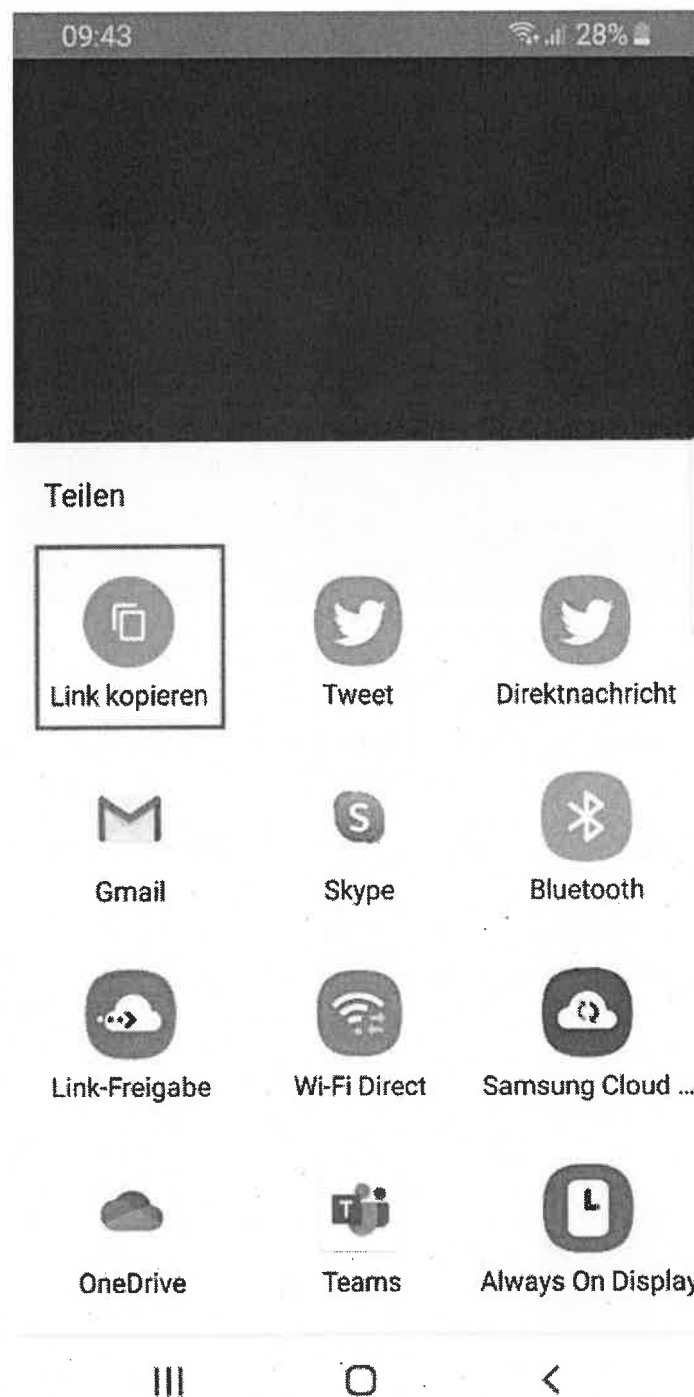 09:43 28%
Teilen
Link kopieren Tweet Direktnachricht
Gmail Skype Bluetooth
Link-Freigabe Wi-Fi Direct Samsung Cloud ...
OneDrive Teams Always On Display